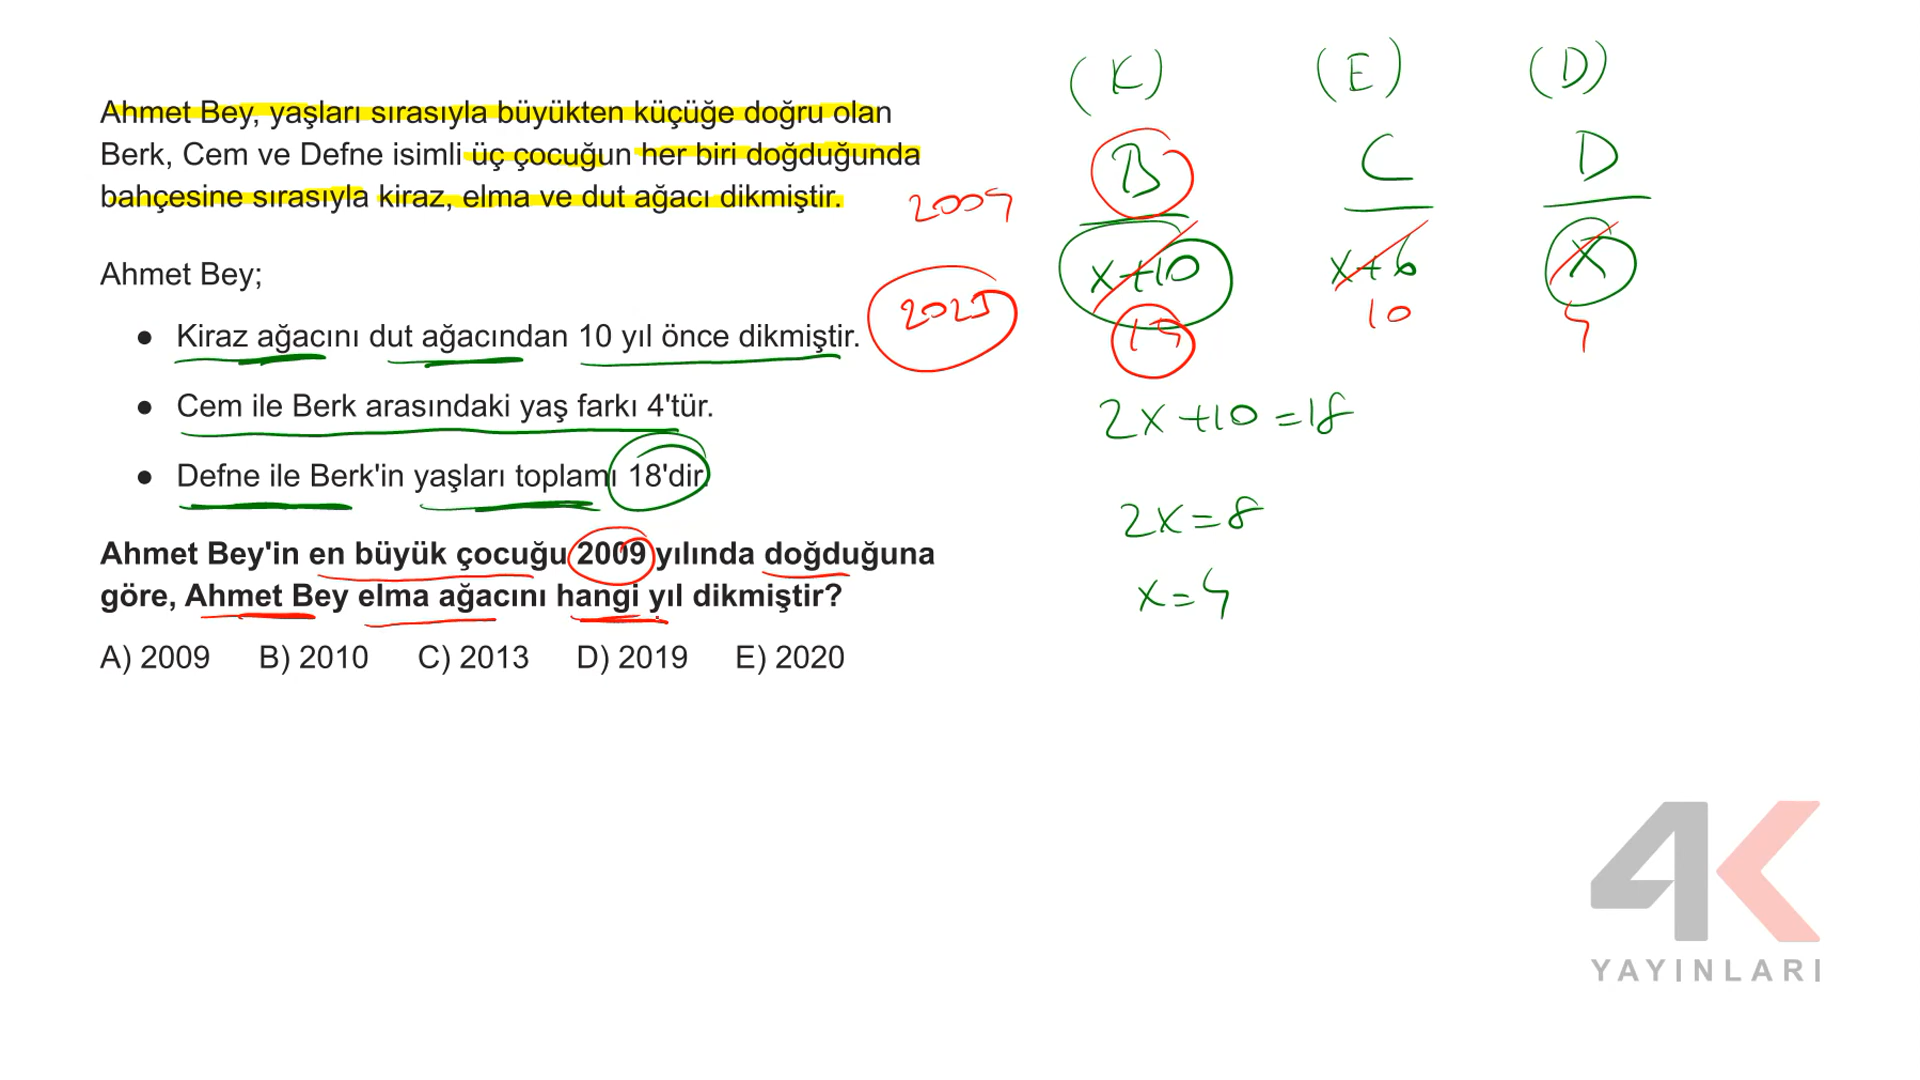 Ahmet Bey, yaşları sırasıyla büyükten küçüğe doğru olan
Berk, Cem ve Defne isimli üç çocuğun her biri doğduğunda
bahçesine sırasıyla kiraz, elma ve dut ağacı dikmiştir.
Ahmet Bey;
● Kiraz ağacını dut ağacından 10 yıl önce dikmiştir.
● Cem ile Berk arasındaki yaş farkı 4'tür.
● Defne ile Berk'in yaşları toplamı 18'dir.
Ahmet Bey'in en büyük çocuğu 2009 yılında doğduğuna
göre, Ahmet Bey elma ağacını hangi yıl dikmiştir?
A) 2009 B) 2010 C) 2013 D) 2019 E) 2020
(K) (E) (D)
B C D
2009
x+10 x+6 x
2023
14 10 4
2x+10=18
2x=8
x=4
4K
YAYINLARI